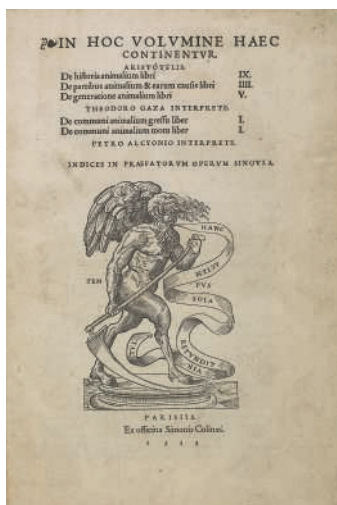 IN HOC VOLVMINE HAEC
CONTINENTVR.
ARISTOTELIS.
De historia animalium libri IX.
De partibus animalium & earum causis libri IIII.
De generatione animalium libri V.
THEODORO GAZA INTERPRETE.
De communi animalium gressu liber I.
De communi animalium motu liber I.
PETRO ALCYONIO INTERPRETE.
INDICES IN PRAEFATORVM OPERVM
HANC
TEM
PVS
SOLA
RETVNDIT
PARISIIS.
Ex officina Simonis Colinæi.